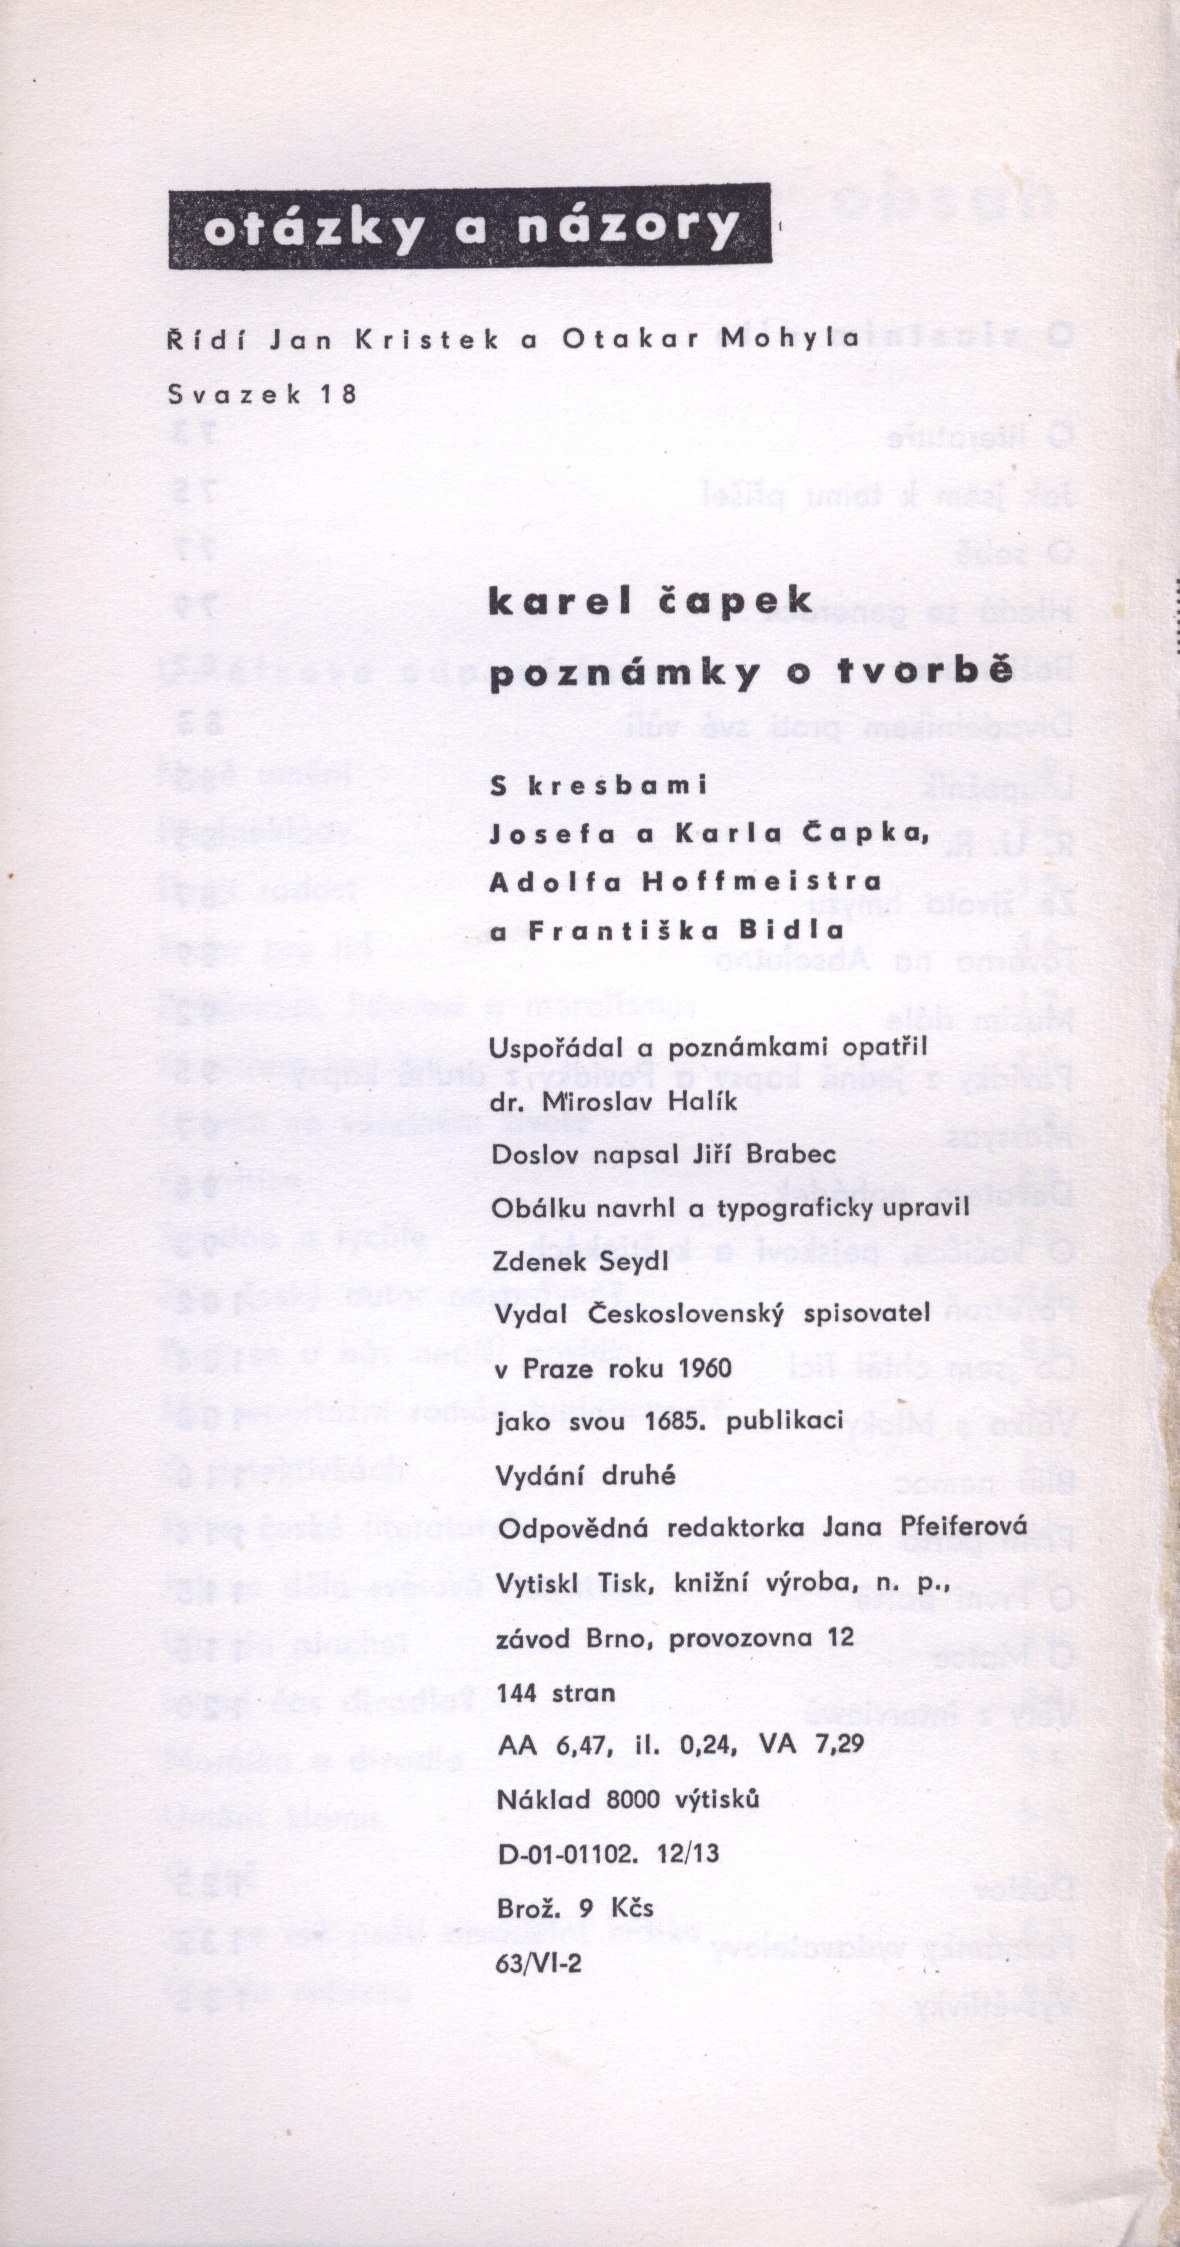 otázky a názory
Řídí Jan Kristek a Otakar Mohyla
Svazek 18
karel čapek
poznámky o tvorbě
S kresbami
Josefa a Karla Čapka,
Adolfa Hoffmeistra
a Františka Bidla
Uspořádal a poznámkami opatřil
dr. Miroslav Halík
Doslov napsal Jiří Brabec
Obálku navrhl a typograficky upravil
Zdenek Seydl
Vydal Československý spisovatel
v Praze roku 1960
jako svou 1685. publikaci
Vydání druhé
Odpovědná redaktorka Jana Pfeiferová
Vytiskl Tisk, knižní výroba, n. p.,
závod Brno, provozovna 12
144 stran
AA 6,47, il. 0,24, VA 7,29
Náklad 8000 výtisků
D-01-01102. 12/13
Brož. 9 Kčs
63/VI-2